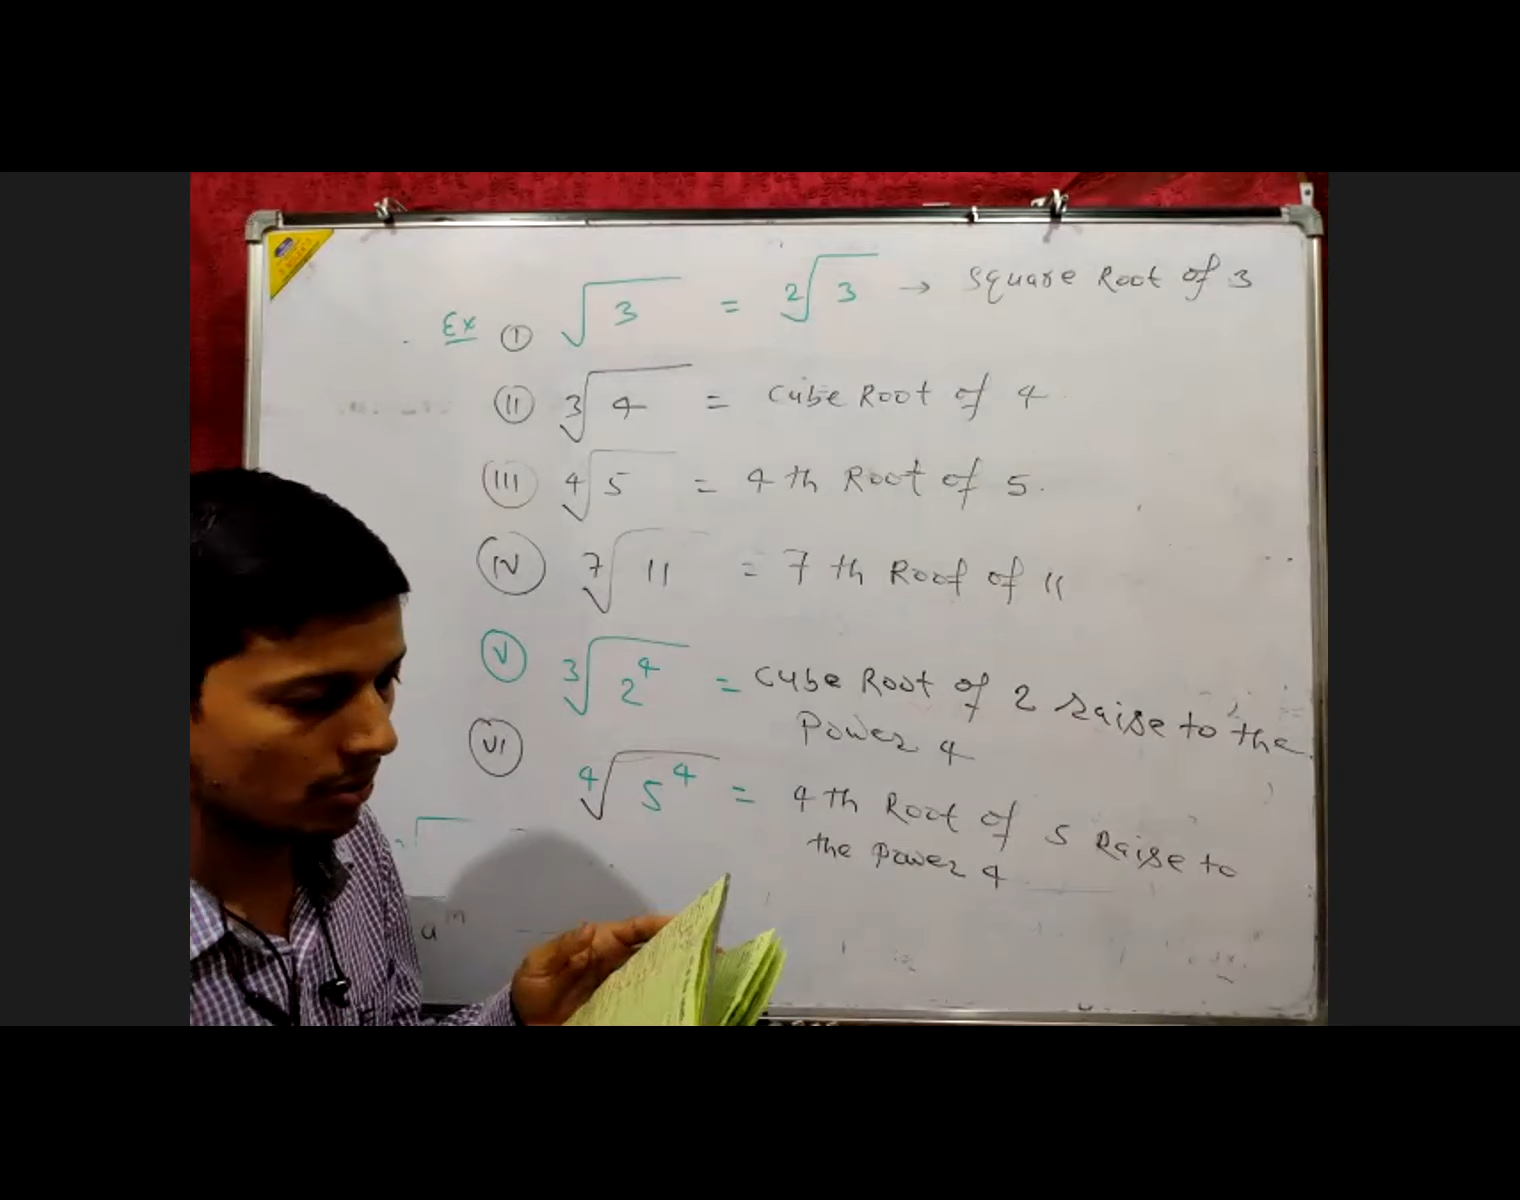 Ex (I) √3 = ²√3 → Square Root of 3
(II) ³√4 = Cube Root of 4
(III) ⁴√5 = 4 th Root of 5.
(IV) ⁷√11 = 7 th Root of 11
(V) ³√2⁴ = Cube Root of 2 raise to the
Power 4
(VI) ⁴√5⁴ = 4 th Root of 5 Raise to
the power 4
a^m